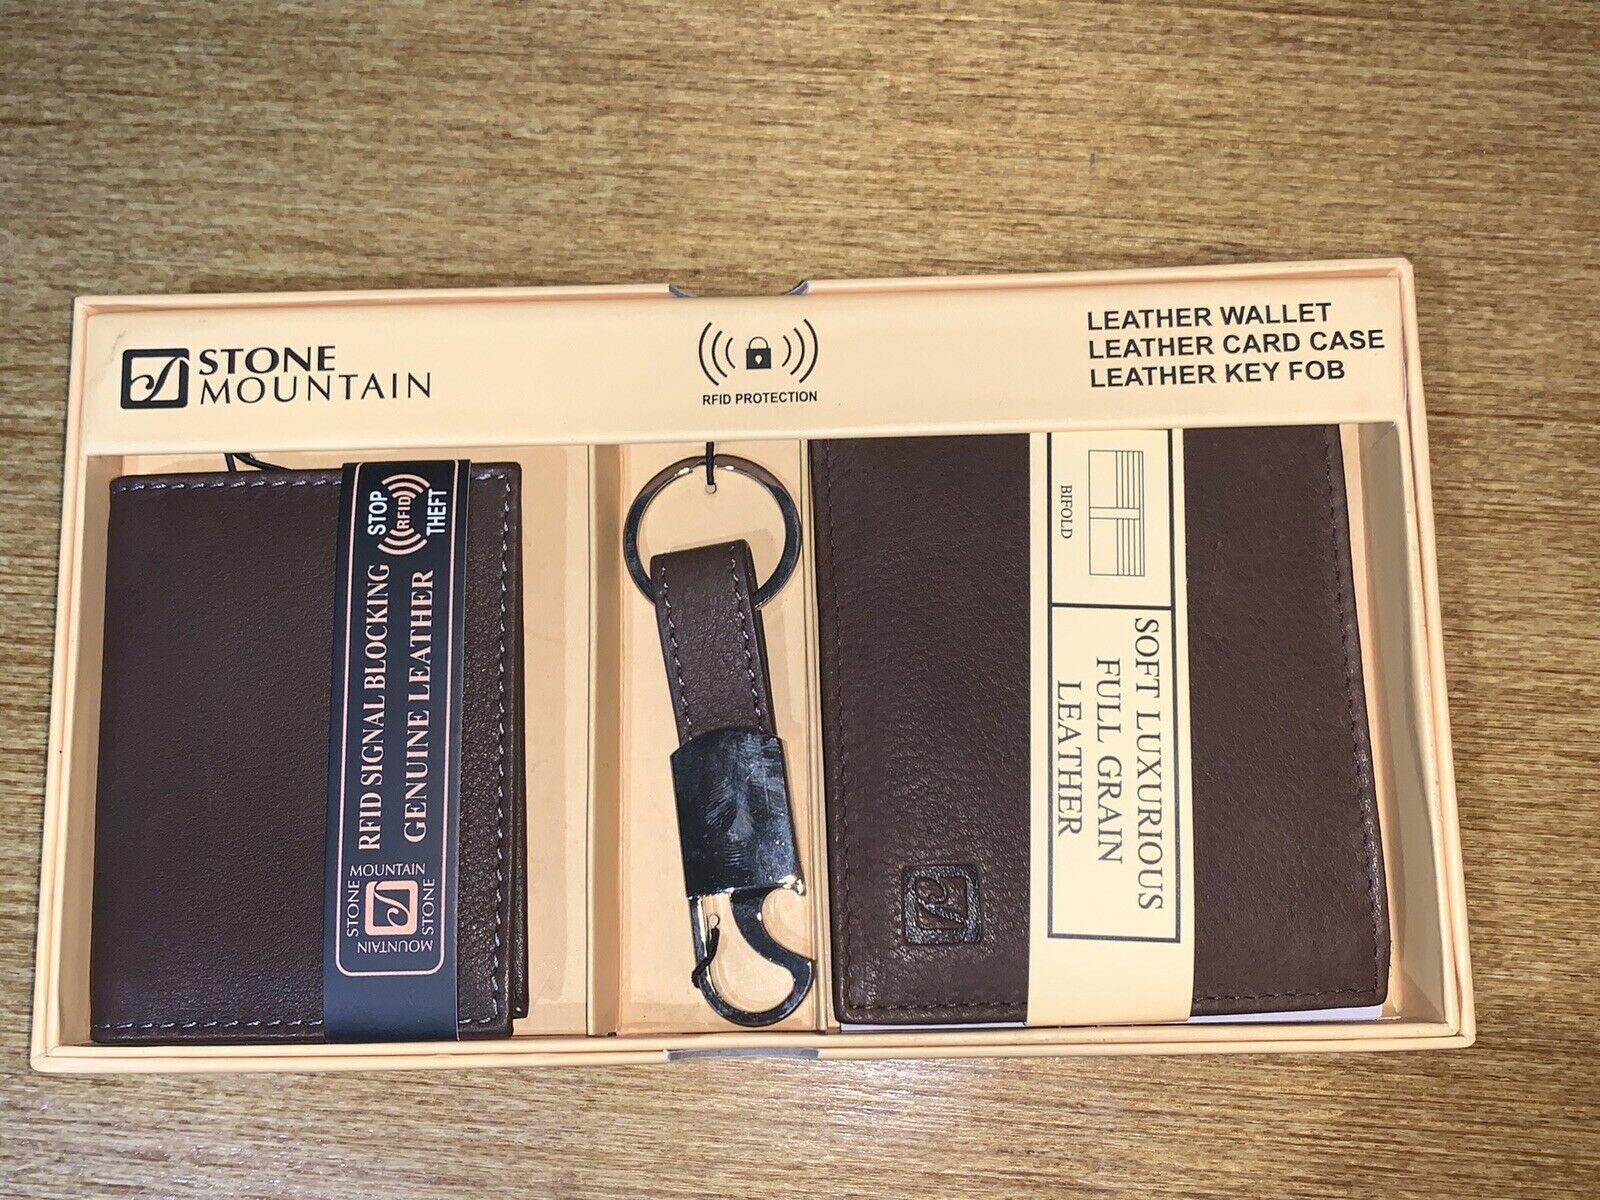 STONE
MOUNTAIN
RFID PROTECTION
LEATHER WALLET
LEATHER CARD CASE
LEATHER KEY FOB
STOP
RFID
THEFT
RFID SIGNAL BLOCKING
GENUINE LEATHER
MOUNTAIN
STONE
STONE
MOUNTAIN
BIFOLD
SOFT LUXURIOUS
FULL GRAIN
LEATHER